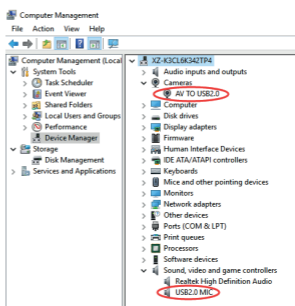 Computer Management
File Action View Help
Computer Management (Local
System Tools
Task Scheduler
Event Viewer
Shared Folders
Local Users and Groups
Performance
Device Manager
Storage
Disk Management
Services and Applications
XZ-K3CL6K342TP4
Audio inputs and outputs
Cameras
AV TO USB2.0
Computer
Disk drives
Display adapters
Firmware
Human Interface Devices
IDE ATA/ATAPI controllers
Keyboards
Mice and other pointing devices
Monitors
Network adapters
Other devices
Ports (COM & LPT)
Print queues
Processors
Software devices
Sound, video and game controllers
Realtek High Definition Audio
USB2.0 MIC